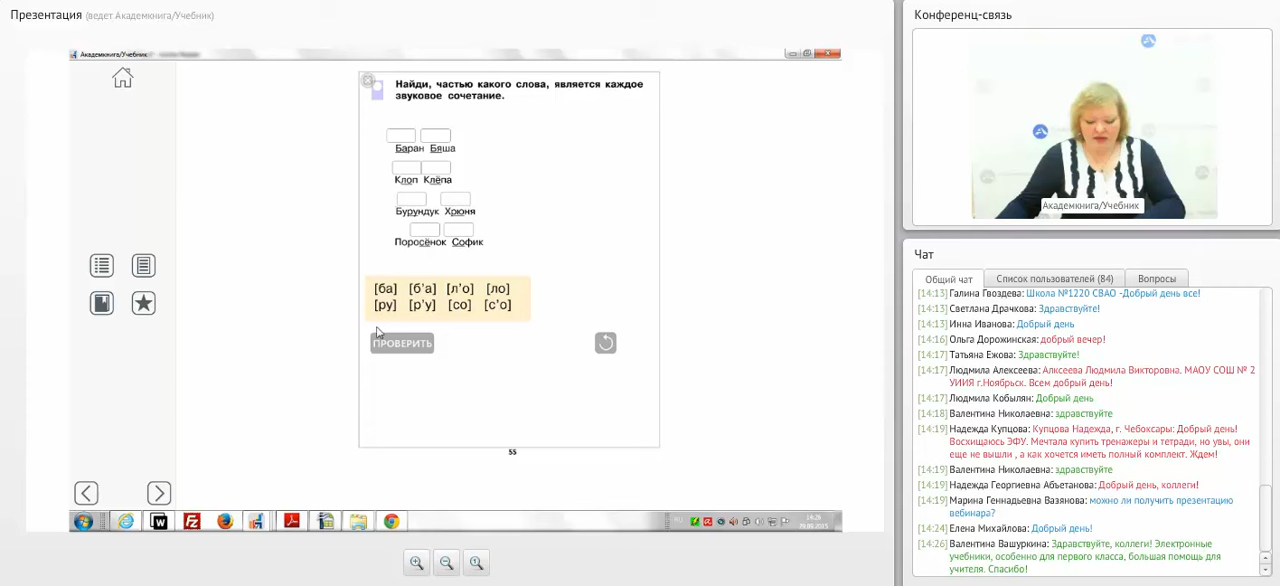 Презентация (ведет Академкнига/Учебник)
Академкнига/Учебник
Найди, частью какого слова, является каждое
звуковое сочетание.
Баран Бяша
Клоп Клёпа
Бурундук Хрюня
Поросёнок Софик
[ба] [б'а] [л'о] [ло]
[ру] [р'у] [со] [с'о]
ПРОВЕРИТЬ
55
14:26
Конференц-связь
Академкнига/Учебник
Чат
Общий чат Список пользователей (84) Вопросы
[14:13] Галина Гвоздева: Школа №1220 СВАО -Добрый день все!
[14:13] Светлана Драчкова: Здравствуйте!
[14:13] Инна Иванова: Добрый день
[14:16] Ольга Дорожинская: добрый вечер!
[14:17] Татьяна Ежова: Здравствуйте!
[14:17] Людмила Алексеева: Алксеева Людмила Викторовна. МАОУ СОШ № 2
УИИЯ г.Ноябрьск. Всем добрый день!
[14:17] Людмила Кобылян: Добрый день
[14:18] Валентина Николаевна: здравствуйте
[14:19] Надежда Купцова: Купцова Надежда, г. Чебоксары: Добрый день!
Восхищаюсь ЭФУ. Мечтала купить тренажеры и тетради, но увы, они
еще не вышли , а как хочется иметь полный комплект. Ждем!
[14:19] Валентина Николаевна: здравствуйте
[14:19] Надежда Георгиевна Абъетанова: Добрый день, коллеги!
[14:19] Марина Геннадьевна Вазянова: можно ли получить презентацию
вебинара?
[14:24] Елена Михайлова: Добрый день!
[14:26] Валентина Вашуркина: Здравствуйте, коллеги! Электронные
учебники, особенно для первого класса, большая помощь для
учителя. Спасибо!